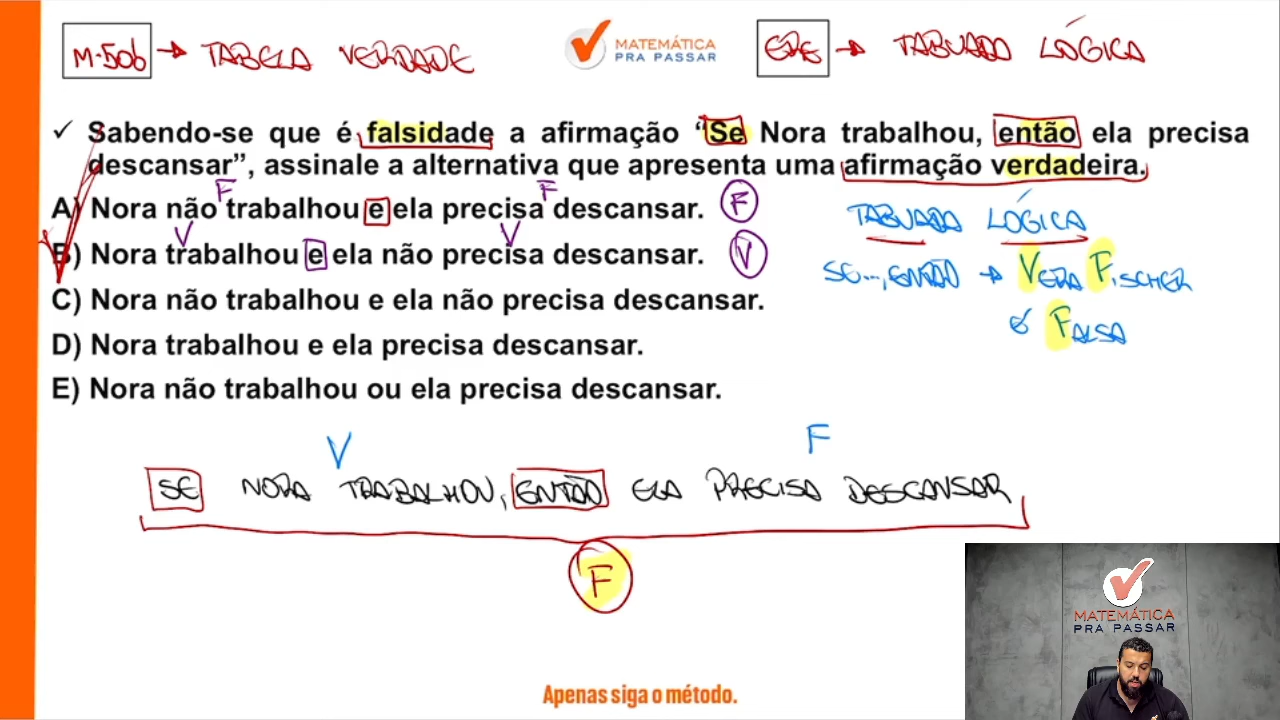 M-506 → TABELA VERDADE
MATEMÁTICA
PRA PASSAR
→ TABUADA LÓGICA
✓ Sabendo-se que é falsidade a afirmação “Se Nora trabalhou, então ela precisa
descansar”, assinale a alternativa que apresenta uma afirmação verdadeira.
F F
A) Nora não trabalhou e ela precisa descansar. F
V V
B) Nora trabalhou e ela não precisa descansar. V
C) Nora não trabalhou e ela não precisa descansar.
D) Nora trabalhou e ela precisa descansar.
E) Nora não trabalhou ou ela precisa descansar.
TABUADA LÓGICA
SE..., ENTÃO → VERA FISCHER
É FALSA
V F
SE NORA TRABALHOU, ENTÃO ELA PRECISA DESCANSAR
F
MATEMÁTICA
PRA PASSAR
Apenas siga o método.